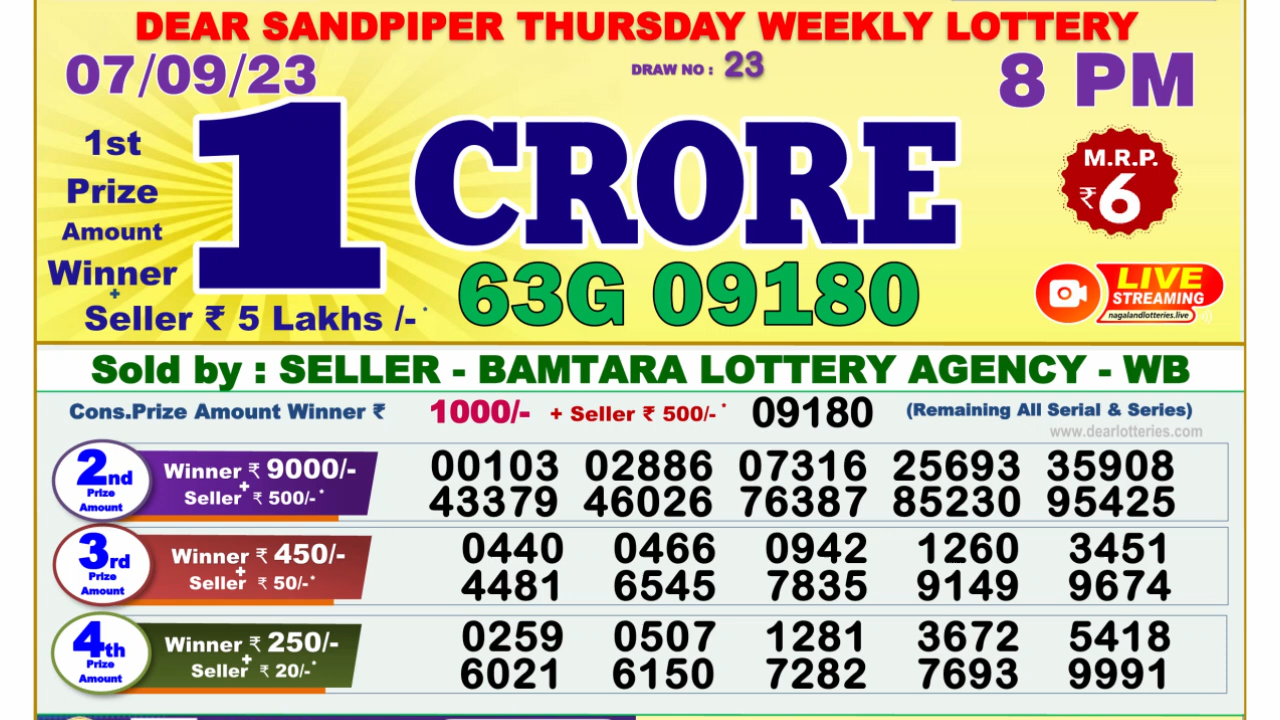 DEAR SANDPIPER THURSDAY WEEKLY LOTTERY
07/09/23 DRAW NO : 23 8 PM
1st
Prize
Amount
Winner
+
Seller ₹ 5 Lakhs /-*
1 CRORE
63G 09180
M.R.P.
₹6
LIVE
STREAMING
nagalandlotteries.live
Sold by : SELLER - BAMTARA LOTTERY AGENCY - WB
Cons.Prize Amount Winner ₹ 1000/- + Seller ₹ 500/-* 09180 (Remaining All Serial & Series)
www.dearlotteries.com
2nd
Prize
Amount
Winner ₹ 9000/-
+
Seller ₹ 500/-*
00103 02886 07316 25693 35908
43379 46026 76387 85230 95425
3rd
Prize
Amount
Winner ₹ 450/-
+
Seller ₹ 50/-*
0440 0466 0942 1260 3451
4481 6545 7835 9149 9674
4th
Prize
Amount
Winner ₹ 250/-
+
Seller ₹ 20/-*
0259 0507 1281 3672 5418
6021 6150 7282 7693 9991